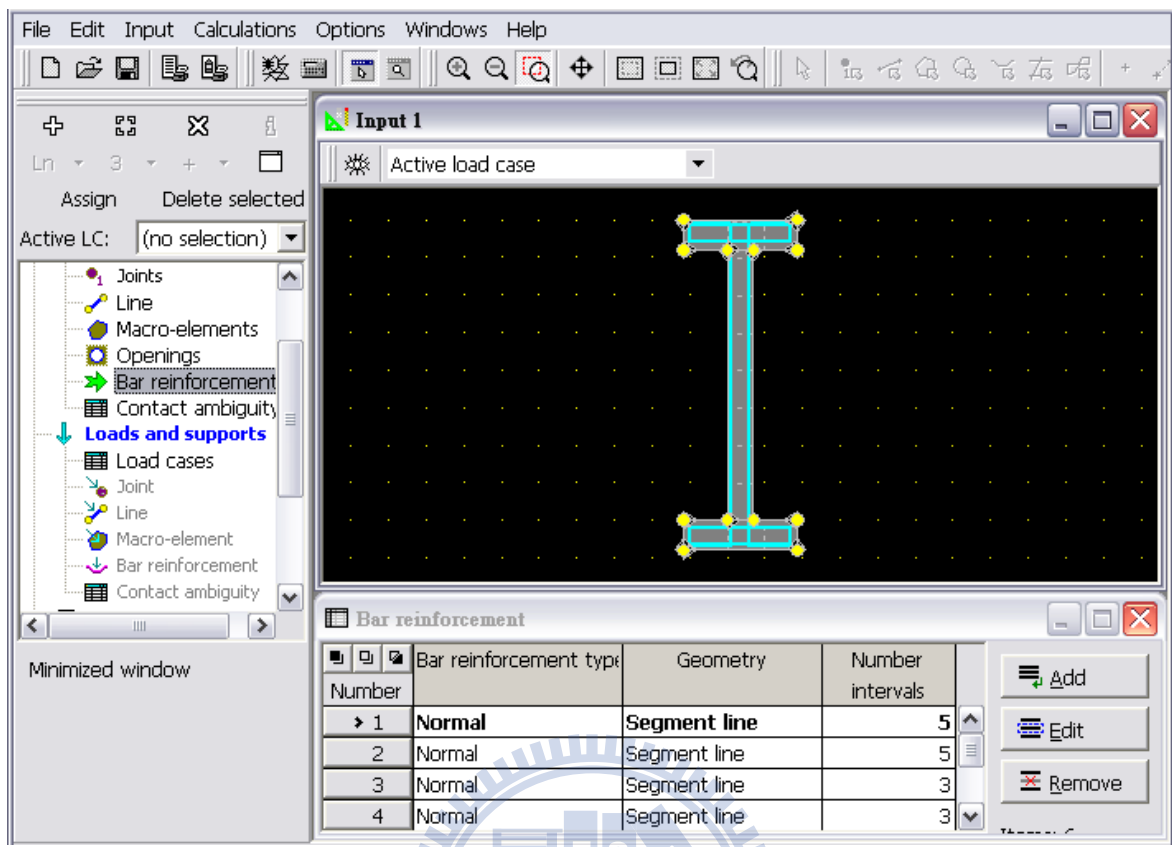 File Edit Input Calculations Options Windows Help
Input 1
Ln 3 +
Active load case
Assign Delete selected
Active LC: (no selection)
Joints
Line
Macro-elements
Openings
Bar reinforcement
Contact ambiguity
Loads and supports
Load cases
Joint
Line
Macro-element
Bar reinforcement
Contact ambiguity
Minimized window
Bar reinforcement
Number Bar reinforcement type Geometry Number intervals
1 Normal Segment line 5
2 Normal Segment line 5
3 Normal Segment line 3
4 Normal Segment line 3
Add
Edit
Remove